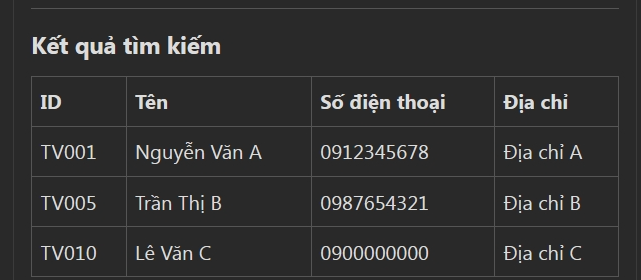 Kết quả tìm kiếm
ID Tên Số điện thoại Địa chỉ
TV001 Nguyễn Văn A 0912345678 Địa chỉ A
TV005 Trần Thị B 0987654321 Địa chỉ B
TV010 Lê Văn C 0900000000 Địa chỉ C